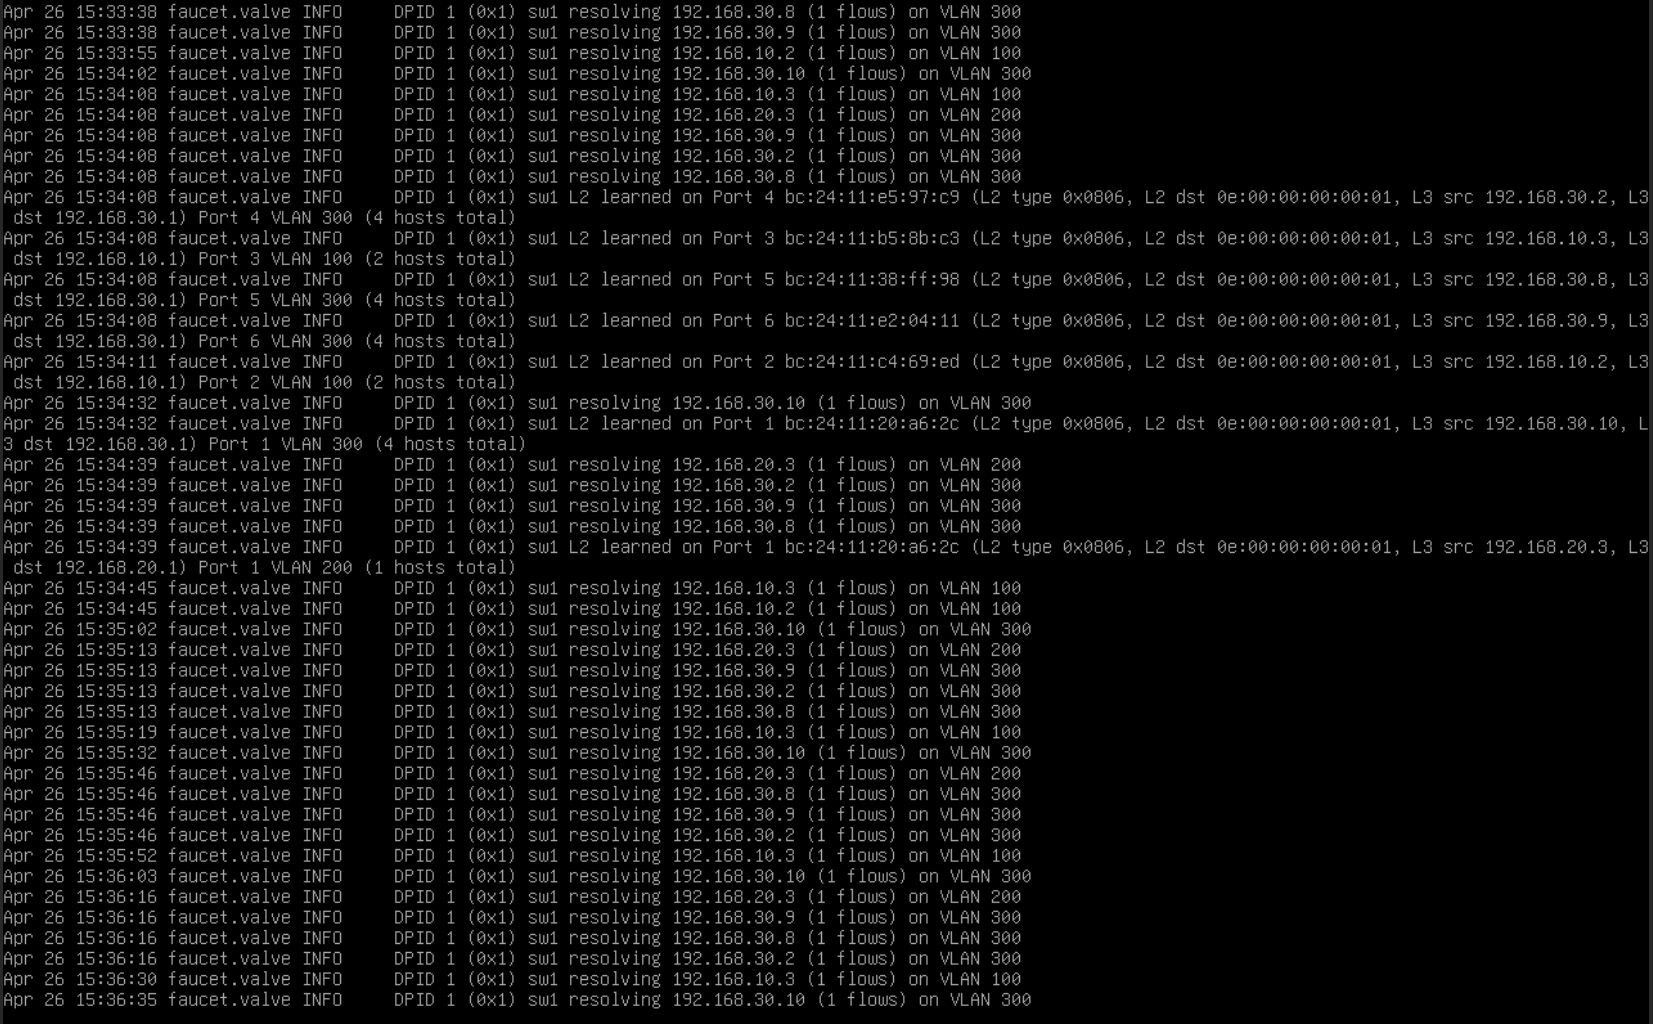 Apr 26 15:33:38 faucet.valve INFO     DPID 1 (0x1) sw1 resolving 192.168.30.8 (1 flows) on VLAN 300
Apr 26 15:33:38 faucet.valve INFO     DPID 1 (0x1) sw1 resolving 192.168.30.9 (1 flows) on VLAN 300
Apr 26 15:33:55 faucet.valve INFO     DPID 1 (0x1) sw1 resolving 192.168.10.2 (1 flows) on VLAN 100
Apr 26 15:34:02 faucet.valve INFO     DPID 1 (0x1) sw1 resolving 192.168.30.10 (1 flows) on VLAN 300
Apr 26 15:34:08 faucet.valve INFO     DPID 1 (0x1) sw1 resolving 192.168.10.3 (1 flows) on VLAN 100
Apr 26 15:34:08 faucet.valve INFO     DPID 1 (0x1) sw1 resolving 192.168.20.3 (1 flows) on VLAN 200
Apr 26 15:34:08 faucet.valve INFO     DPID 1 (0x1) sw1 resolving 192.168.30.9 (1 flows) on VLAN 300
Apr 26 15:34:08 faucet.valve INFO     DPID 1 (0x1) sw1 resolving 192.168.30.2 (1 flows) on VLAN 300
Apr 26 15:34:08 faucet.valve INFO     DPID 1 (0x1) sw1 resolving 192.168.30.8 (1 flows) on VLAN 300
Apr 26 15:34:08 faucet.valve INFO     DPID 1 (0x1) sw1 L2 learned on Port 4 bc:24:11:e5:97:c9 (L2 type 0x0806, L2 dst 0e:00:00:00:00:01, L3 src 192.168.30.2, L3
 dst 192.168.30.1) Port 4 VLAN 300 (4 hosts total)
Apr 26 15:34:08 faucet.valve INFO     DPID 1 (0x1) sw1 L2 learned on Port 3 bc:24:11:b5:8b:c3 (L2 type 0x0806, L2 dst 0e:00:00:00:00:01, L3 src 192.168.10.3, L3
 dst 192.168.10.1) Port 3 VLAN 100 (2 hosts total)
Apr 26 15:34:08 faucet.valve INFO     DPID 1 (0x1) sw1 L2 learned on Port 5 bc:24:11:38:ff:98 (L2 type 0x0806, L2 dst 0e:00:00:00:00:01, L3 src 192.168.30.8, L3
 dst 192.168.30.1) Port 5 VLAN 300 (4 hosts total)
Apr 26 15:34:08 faucet.valve INFO     DPID 1 (0x1) sw1 L2 learned on Port 6 bc:24:11:e2:04:11 (L2 type 0x0806, L2 dst 0e:00:00:00:00:01, L3 src 192.168.30.9, L3
 dst 192.168.30.1) Port 6 VLAN 300 (4 hosts total)
Apr 26 15:34:11 faucet.valve INFO     DPID 1 (0x1) sw1 L2 learned on Port 2 bc:24:11:c4:69:ed (L2 type 0x0806, L2 dst 0e:00:00:00:00:01, L3 src 192.168.10.2, L3
 dst 192.168.10.1) Port 2 VLAN 100 (2 hosts total)
Apr 26 15:34:32 faucet.valve INFO     DPID 1 (0x1) sw1 resolving 192.168.30.10 (1 flows) on VLAN 300
Apr 26 15:34:32 faucet.valve INFO     DPID 1 (0x1) sw1 L2 learned on Port 1 bc:24:11:20:a6:2c (L2 type 0x0806, L2 dst 0e:00:00:00:00:01, L3 src 192.168.30.10, L
3 dst 192.168.30.1) Port 1 VLAN 300 (4 hosts total)
Apr 26 15:34:39 faucet.valve INFO     DPID 1 (0x1) sw1 resolving 192.168.20.3 (1 flows) on VLAN 200
Apr 26 15:34:39 faucet.valve INFO     DPID 1 (0x1) sw1 resolving 192.168.30.2 (1 flows) on VLAN 300
Apr 26 15:34:39 faucet.valve INFO     DPID 1 (0x1) sw1 resolving 192.168.30.9 (1 flows) on VLAN 300
Apr 26 15:34:39 faucet.valve INFO     DPID 1 (0x1) sw1 resolving 192.168.30.8 (1 flows) on VLAN 300
Apr 26 15:34:39 faucet.valve INFO     DPID 1 (0x1) sw1 L2 learned on Port 1 bc:24:11:20:a6:2c (L2 type 0x0806, L2 dst 0e:00:00:00:00:01, L3 src 192.168.20.3, L3
 dst 192.168.20.1) Port 1 VLAN 200 (1 hosts total)
Apr 26 15:34:45 faucet.valve INFO     DPID 1 (0x1) sw1 resolving 192.168.10.3 (1 flows) on VLAN 100
Apr 26 15:34:45 faucet.valve INFO     DPID 1 (0x1) sw1 resolving 192.168.10.2 (1 flows) on VLAN 100
Apr 26 15:35:02 faucet.valve INFO     DPID 1 (0x1) sw1 resolving 192.168.30.10 (1 flows) on VLAN 300
Apr 26 15:35:13 faucet.valve INFO     DPID 1 (0x1) sw1 resolving 192.168.20.3 (1 flows) on VLAN 200
Apr 26 15:35:13 faucet.valve INFO     DPID 1 (0x1) sw1 resolving 192.168.30.9 (1 flows) on VLAN 300
Apr 26 15:35:13 faucet.valve INFO     DPID 1 (0x1) sw1 resolving 192.168.30.2 (1 flows) on VLAN 300
Apr 26 15:35:13 faucet.valve INFO     DPID 1 (0x1) sw1 resolving 192.168.30.8 (1 flows) on VLAN 300
Apr 26 15:35:19 faucet.valve INFO     DPID 1 (0x1) sw1 resolving 192.168.10.3 (1 flows) on VLAN 100
Apr 26 15:35:32 faucet.valve INFO     DPID 1 (0x1) sw1 resolving 192.168.30.10 (1 flows) on VLAN 300
Apr 26 15:35:46 faucet.valve INFO     DPID 1 (0x1) sw1 resolving 192.168.20.3 (1 flows) on VLAN 200
Apr 26 15:35:46 faucet.valve INFO     DPID 1 (0x1) sw1 resolving 192.168.30.8 (1 flows) on VLAN 300
Apr 26 15:35:46 faucet.valve INFO     DPID 1 (0x1) sw1 resolving 192.168.30.9 (1 flows) on VLAN 300
Apr 26 15:35:46 faucet.valve INFO     DPID 1 (0x1) sw1 resolving 192.168.30.2 (1 flows) on VLAN 300
Apr 26 15:35:52 faucet.valve INFO     DPID 1 (0x1) sw1 resolving 192.168.10.3 (1 flows) on VLAN 100
Apr 26 15:36:03 faucet.valve INFO     DPID 1 (0x1) sw1 resolving 192.168.30.10 (1 flows) on VLAN 300
Apr 26 15:36:16 faucet.valve INFO     DPID 1 (0x1) sw1 resolving 192.168.20.3 (1 flows) on VLAN 200
Apr 26 15:36:16 faucet.valve INFO     DPID 1 (0x1) sw1 resolving 192.168.30.9 (1 flows) on VLAN 300
Apr 26 15:36:16 faucet.valve INFO     DPID 1 (0x1) sw1 resolving 192.168.30.8 (1 flows) on VLAN 300
Apr 26 15:36:16 faucet.valve INFO     DPID 1 (0x1) sw1 resolving 192.168.30.2 (1 flows) on VLAN 300
Apr 26 15:36:30 faucet.valve INFO     DPID 1 (0x1) sw1 resolving 192.168.10.3 (1 flows) on VLAN 100
Apr 26 15:36:35 faucet.valve INFO     DPID 1 (0x1) sw1 resolving 192.168.30.10 (1 flows) on VLAN 300